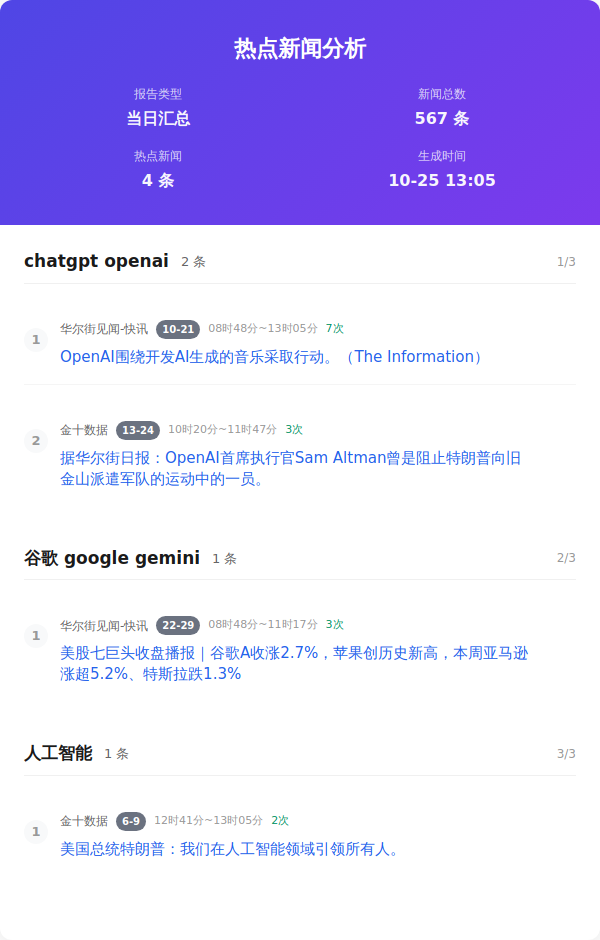 热点新闻分析
报告类型
新闻总数
当日汇总
567 条
热点新闻
生成时间
4 条
10-25 13:05
chatgpt openai 2 条 1/3
1 华尔街见闻-快讯 10-21 08时48分~13时05分 7次
OpenAI围绕开发AI生成的音乐采取行动。（The Information）
2 金十数据 13-24 10时20分~11时47分 3次
据华尔街日报：OpenAI首席执行官Sam Altman曾是阻止特朗普向旧
金山派遣军队的运动中的一员。
谷歌 google gemini 1 条 2/3
1 华尔街见闻-快讯 22-29 08时48分~11时17分 3次
美股七巨头收盘播报｜谷歌A收涨2.7%，苹果创历史新高，本周亚马逊
涨超5.2%、特斯拉跌1.3%
人工智能 1 条 3/3
1 金十数据 6-9 12时41分~13时05分 2次
美国总统特朗普：我们在人工智能领域引领所有人。